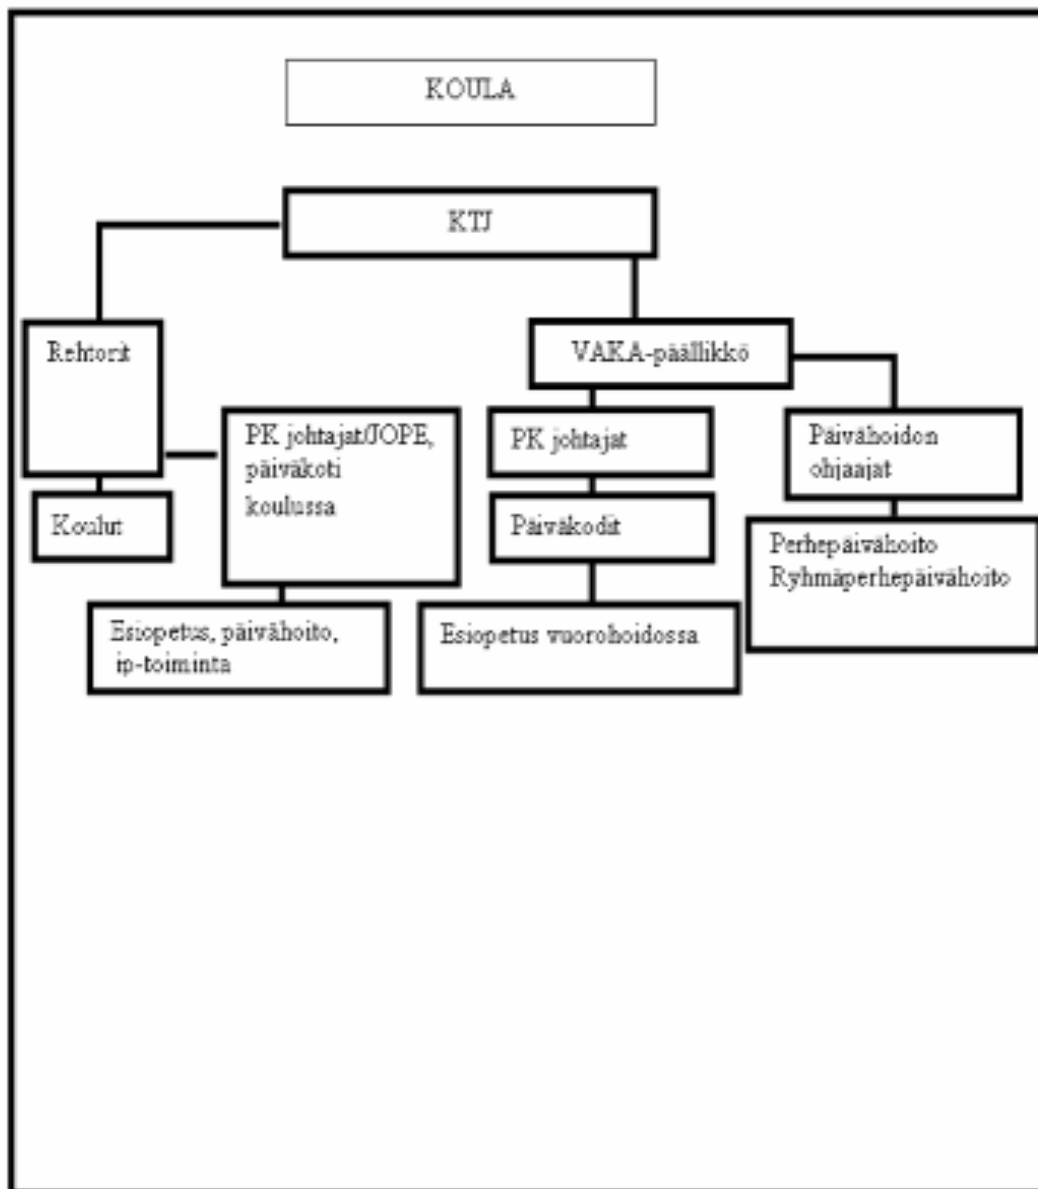 KOULA
KTJ
Rehtorit
VAKA-päällikkö
PK johtajat/JOPE,
päiväkoti
koulussa
PK johtajat
Päivähoidon
ohjaajat
Koulut
Päiväkodit
Perhepäivähoito
Ryhmäperhepäivähoito
Esiopetus, päivähoito,
ip-toiminta
Esiopetus vuorohoidossa